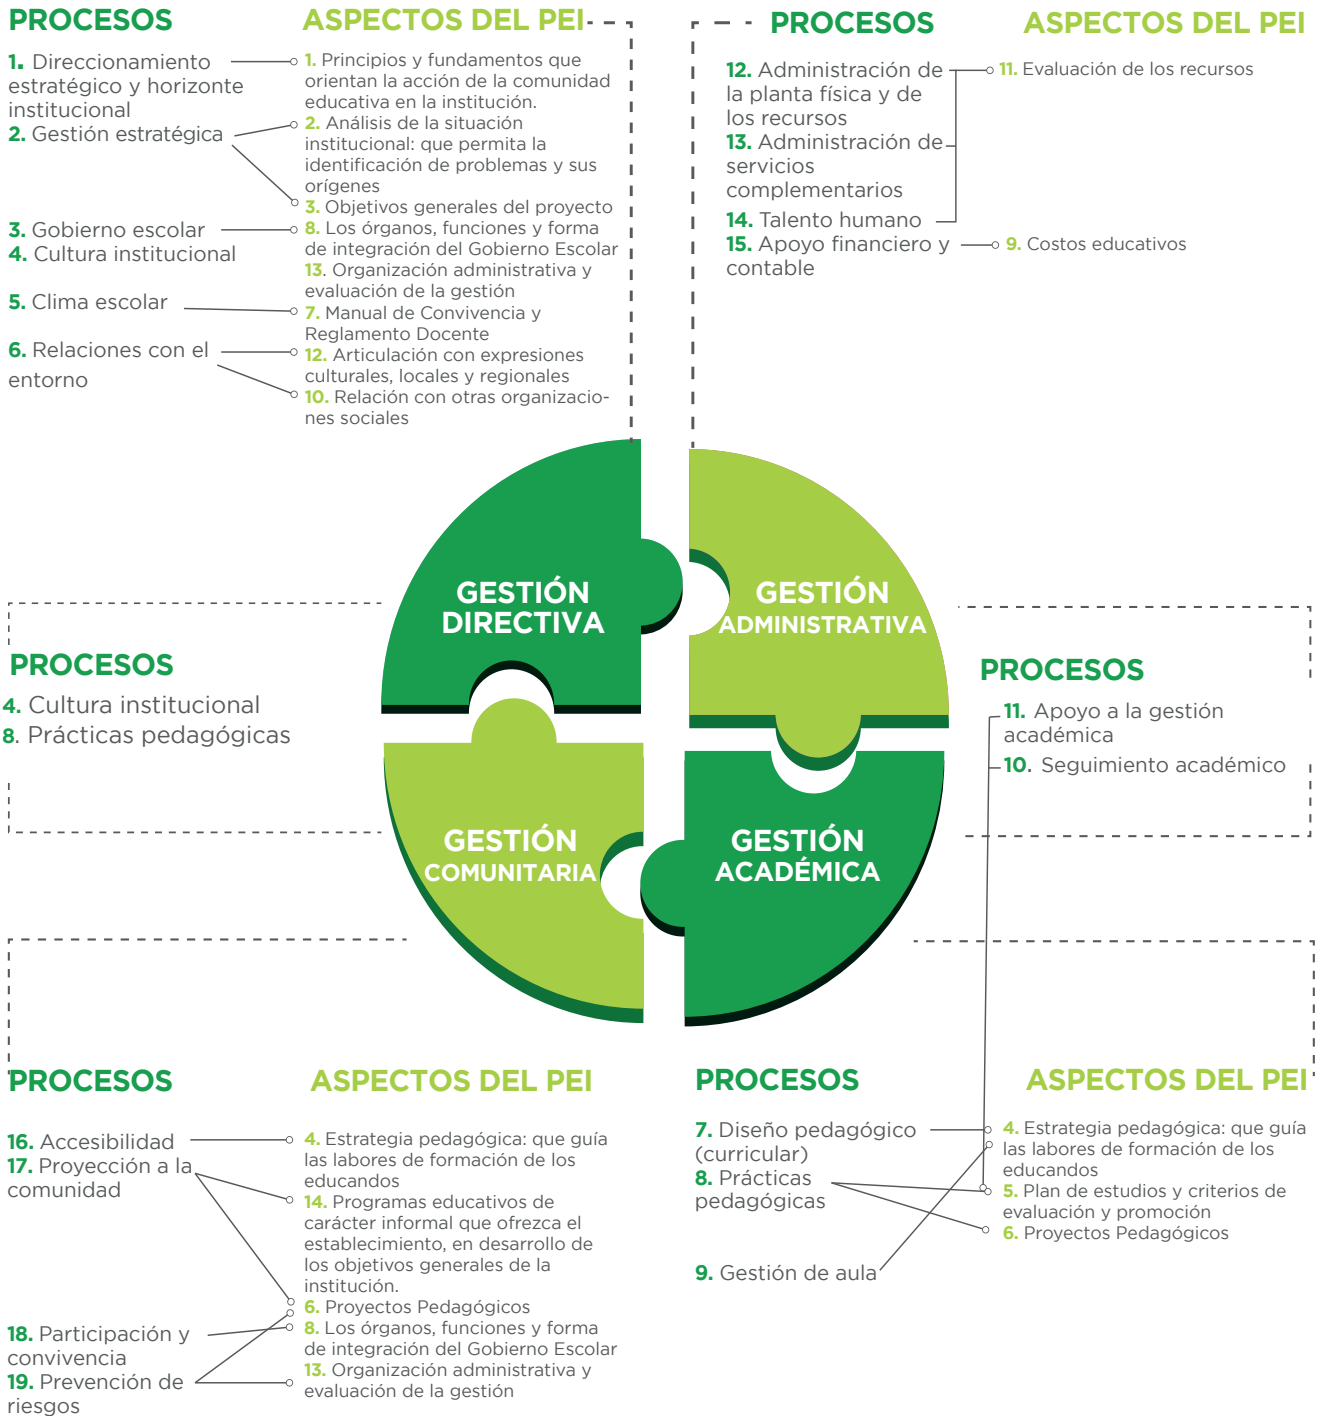 PROCESOS
1. Direccionamiento
estratégico y horizonte
institucional
2. Gestión estratégica
3. Gobierno escolar
4. Cultura institucional
5. Clima escolar
6. Relaciones con el
entorno
ASPECTOS DEL PEI
1. Principios y fundamentos que
orientan la acción de la comunidad
educativa en la institución.
2. Análisis de la situación
institucional: que permita la
identificación de problemas y sus
orígenes
3. Objetivos generales del proyecto
8. Los órganos, funciones y forma
de integración del Gobierno Escolar
13. Organización administrativa y
evaluación de la gestión
7. Manual de Convivencia y
Reglamento Docente
12. Articulación con expresiones
culturales, locales y regionales
10. Relación con otras organizacio-
nes sociales
PROCESOS
12. Administración de
la planta física y de
los recursos
13. Administración de
servicios
complementarios
14. Talento humano
15. Apoyo financiero y
contable
ASPECTOS DEL PEI
11. Evaluación de los recursos
9. Costos educativos
GESTIÓN
DIRECTIVA
GESTIÓN
ADMINISTRATIVA
PROCESOS
4. Cultura institucional
8. Prácticas pedagógicas
PROCESOS
11. Apoyo a la gestión
académica
10. Seguimiento académico
GESTIÓN
COMUNITARIA
GESTIÓN
ACADÉMICA
PROCESOS
16. Accesibilidad
17. Proyección a la
comunidad
18. Participación y
convivencia
19. Prevención de
riesgos
ASPECTOS DEL PEI
4. Estrategia pedagógica: que guía
las labores de formación de los
educandos
14. Programas educativos de
carácter informal que ofrezca el
establecimiento, en desarrollo de
los objetivos generales de la
institución.
6. Proyectos Pedagógicos
8. Los órganos, funciones y forma
de integración del Gobierno Escolar
13. Organización administrativa y
evaluación de la gestión
PROCESOS
7. Diseño pedagógico
(curricular)
8. Prácticas
pedagógicas
9. Gestión de aula
ASPECTOS DEL PEI
4. Estrategia pedagógica: que guía
las labores de formación de los
educandos
5. Plan de estudios y criterios de
evaluación y promoción
6. Proyectos Pedagógicos